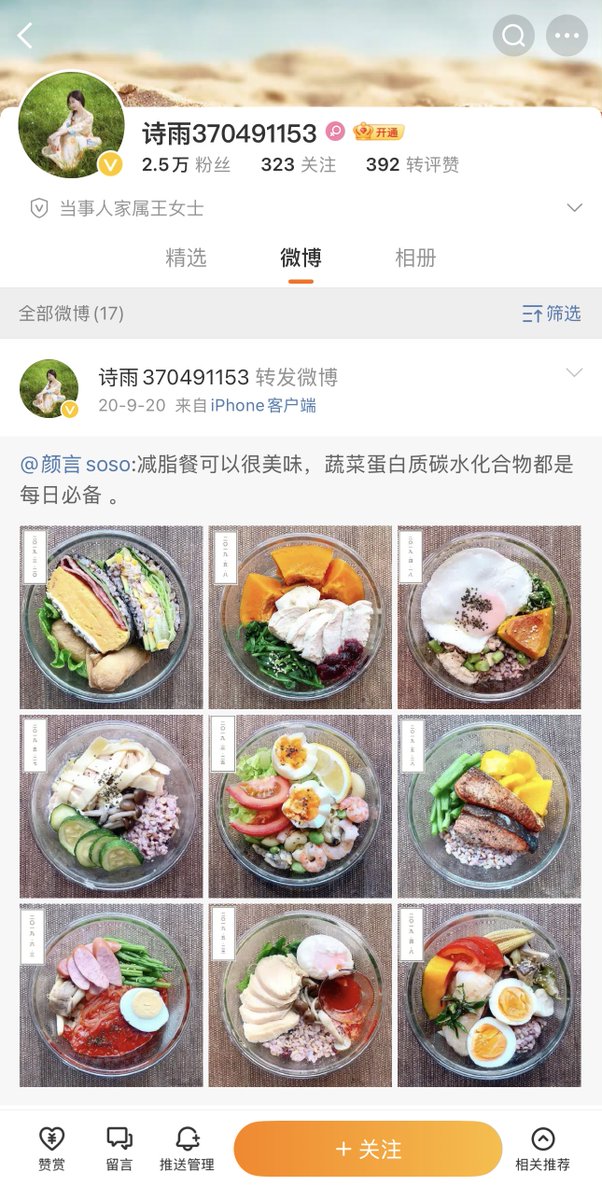 诗雨370491153 开通
2.5万 粉丝 323 关注 392 转评赞
当事人家属王女士
精选 微博 相册
全部微博(17) 筛选
诗雨370491153 转发微博
20-9-20 来自iPhone客户端
@颜言soso:减脂餐可以很美味，蔬菜蛋白质碳水化合物都是
每日必备 。
赞赏 留言 推送管理 +关注 相关推荐